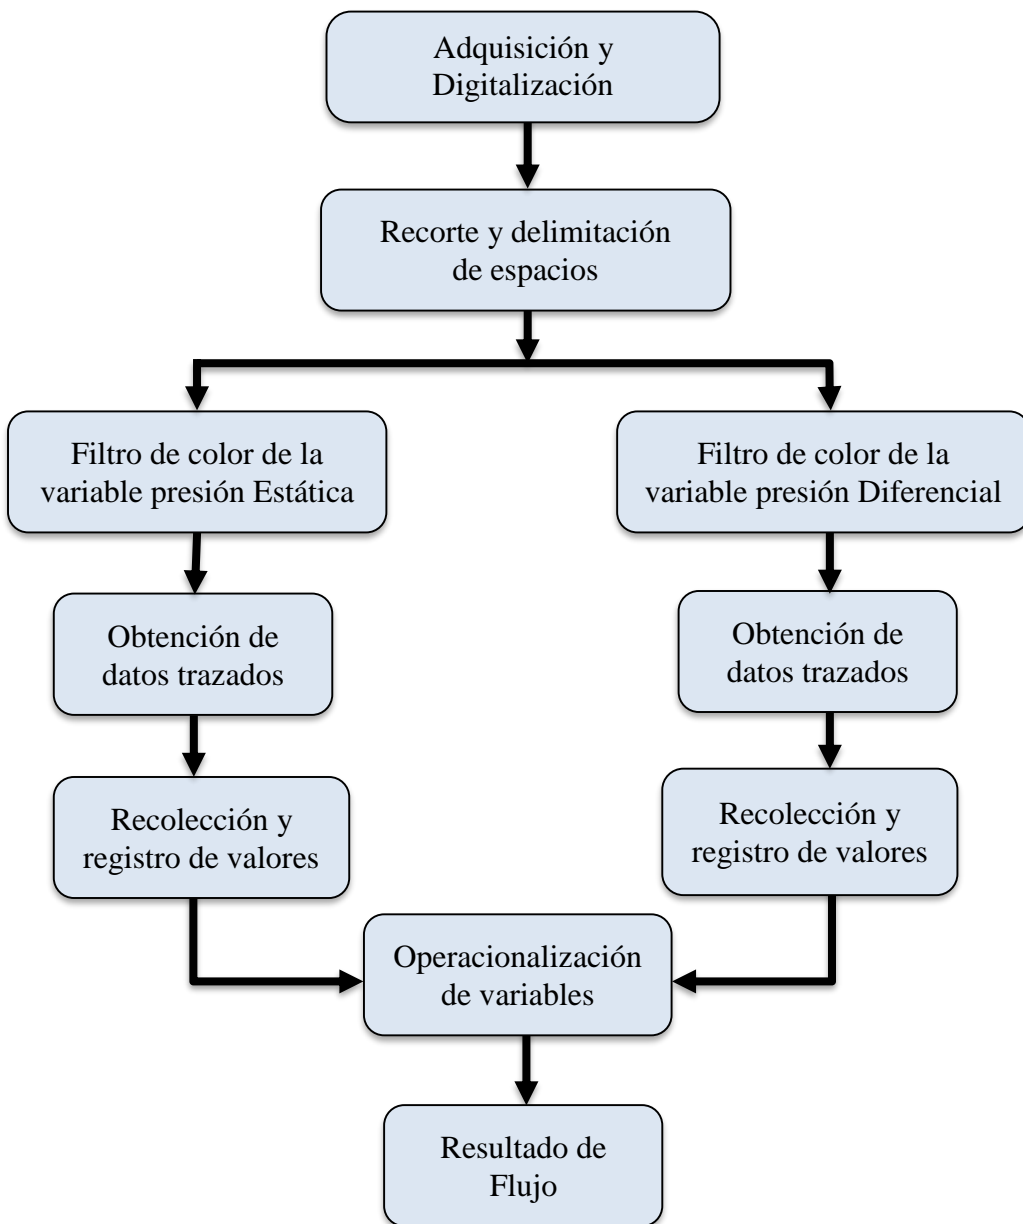 Adquisición y
Digitalización
Recorte y delimitación
de espacios
Filtro de color de la
variable presión Estática
Filtro de color de la
variable presión Diferencial
Obtención de
datos trazados
Obtención de
datos trazados
Recolección y
registro de valores
Recolección y
registro de valores
Operacionalización
de variables
Resultado de
Flujo